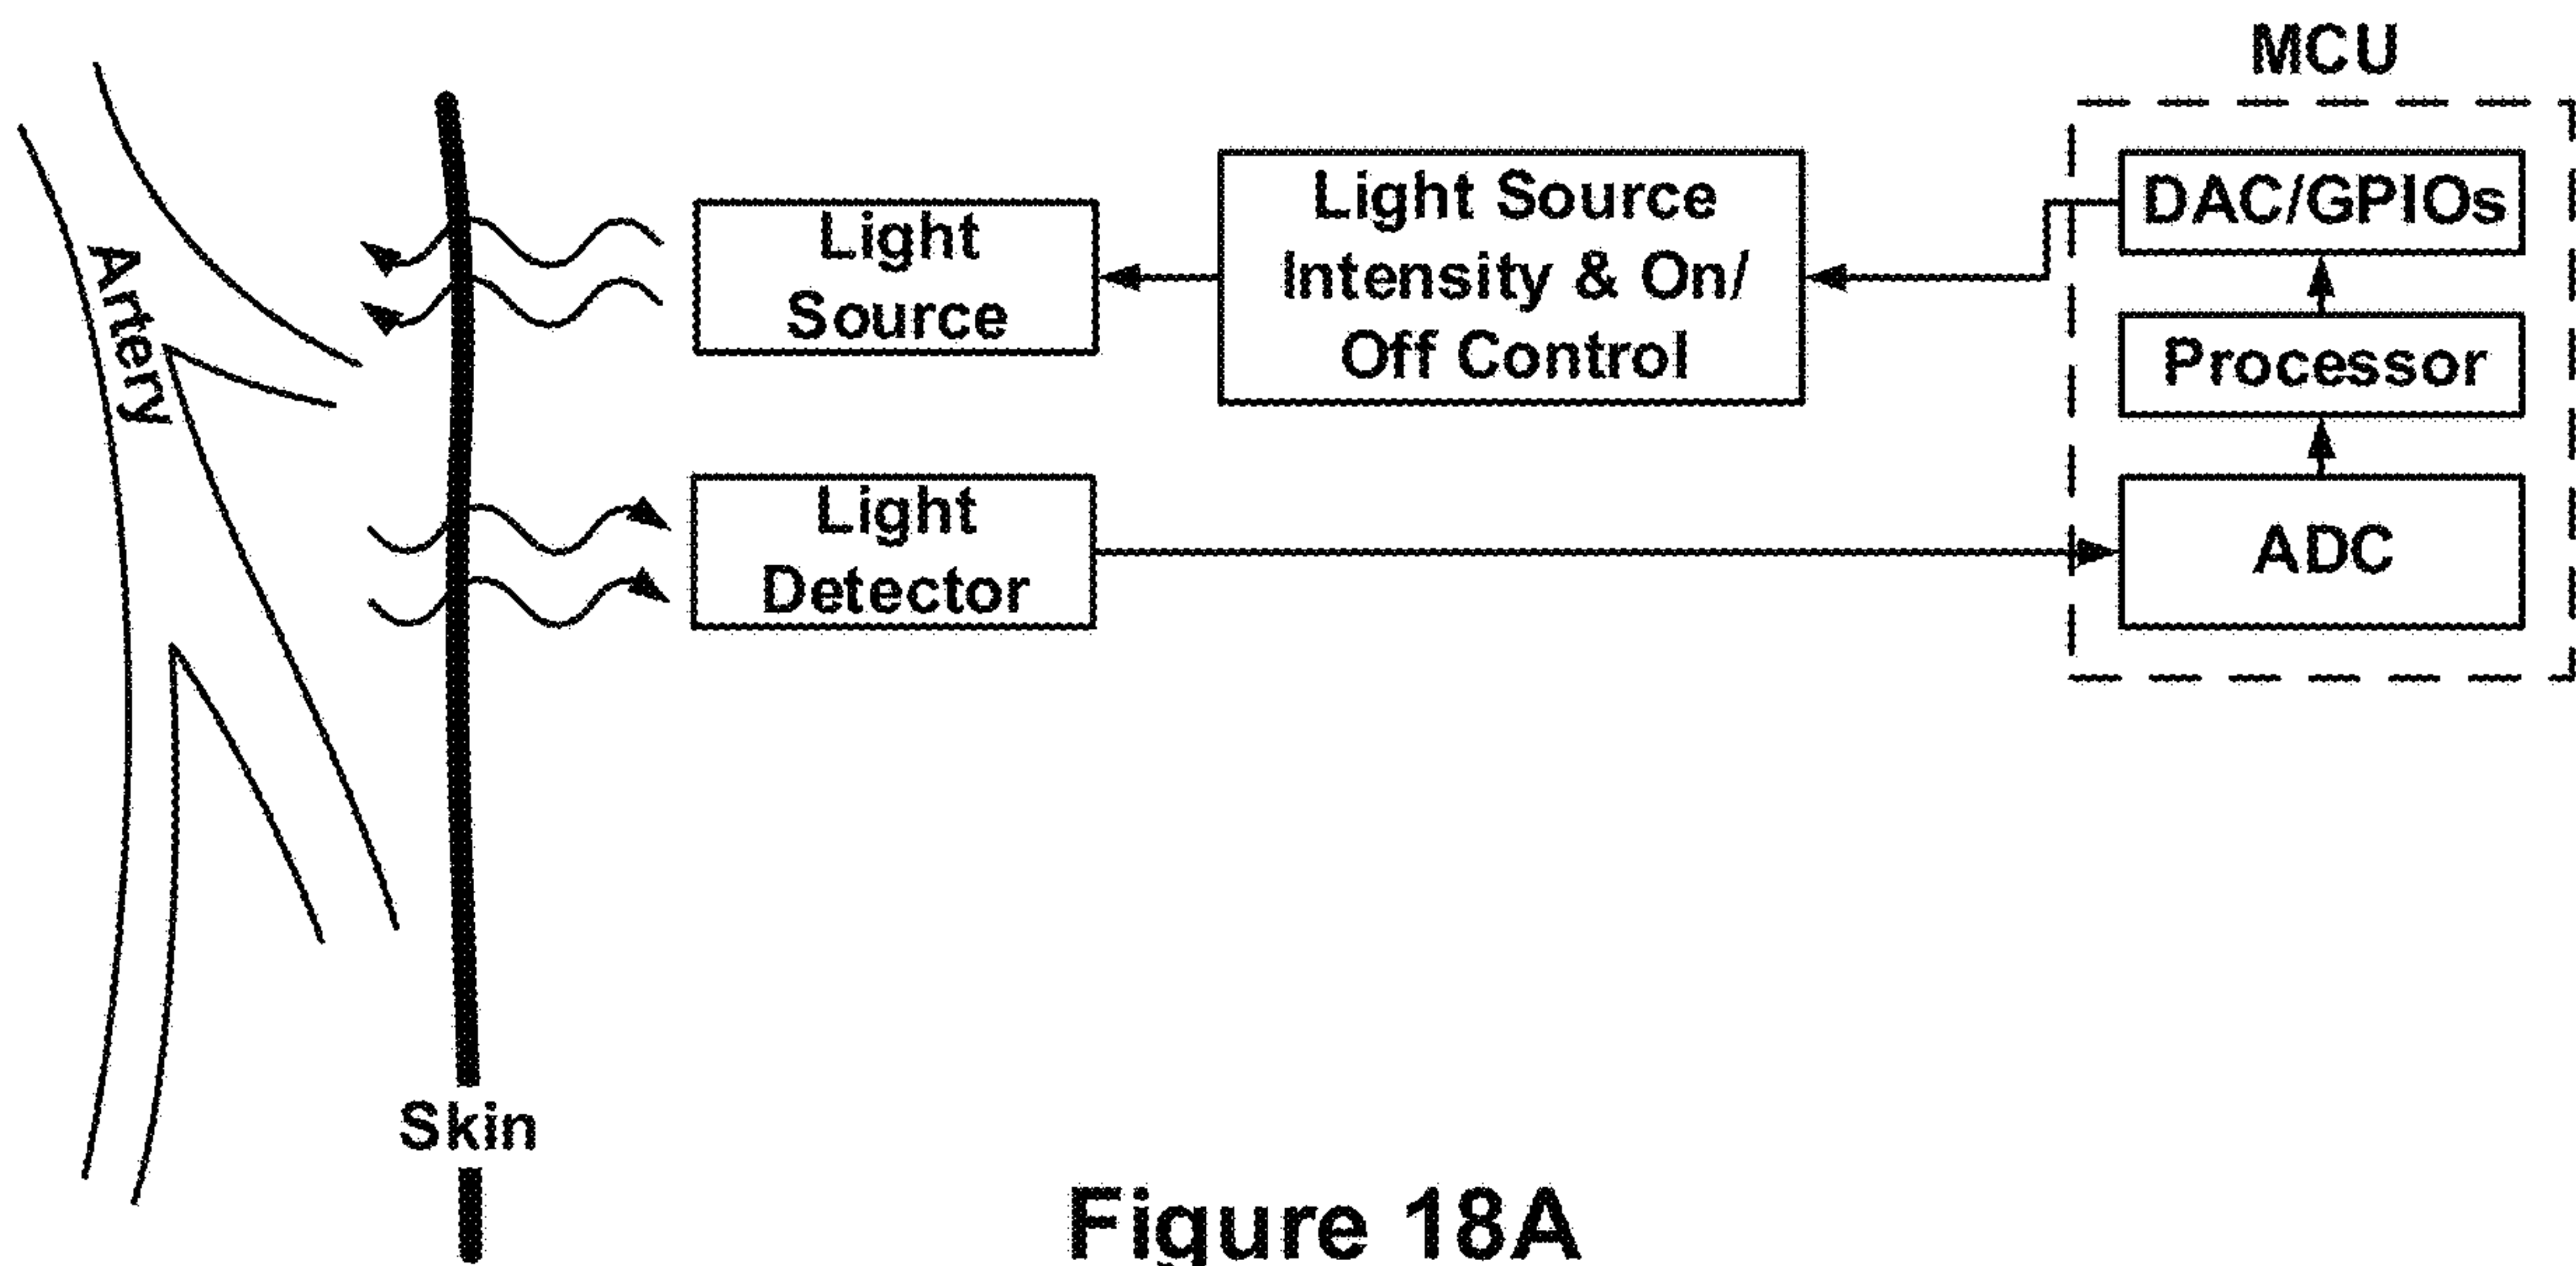 MCU
Artery
Light
Source
Light Source
Intensity & On/
Off Control
DAC/GPIOs
Processor
Light
Detector
ADC
Skin
Figure 18A